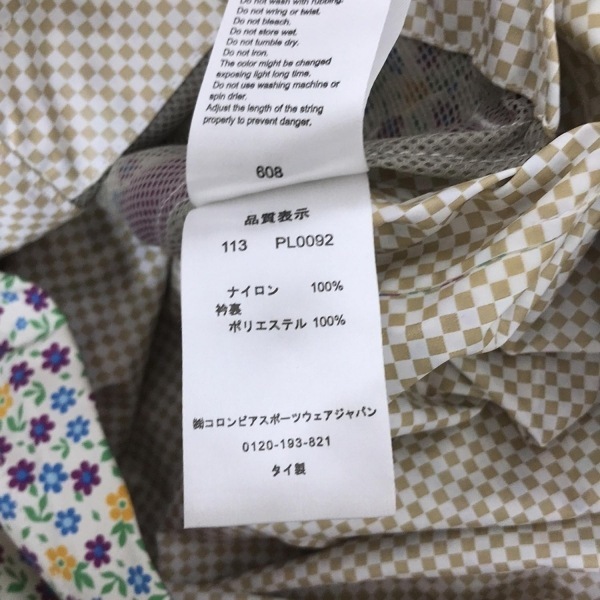 Do not wash with rubbing.
Do not wring or twist.
Do not bleach.
Do not store wet.
Do not tumble dry.
Do not iron.
The color might be changed
exposing light long time.
Do not use washing machine or
spin drier.
Adjust the length of the string
properly to prevent danger.
608
品質表示
113 PL0092
ナイロン 100%
衿裏
ポリエステル 100%
㈱コロンビアスポーツウェアジャパン
0120-193-821
タイ製